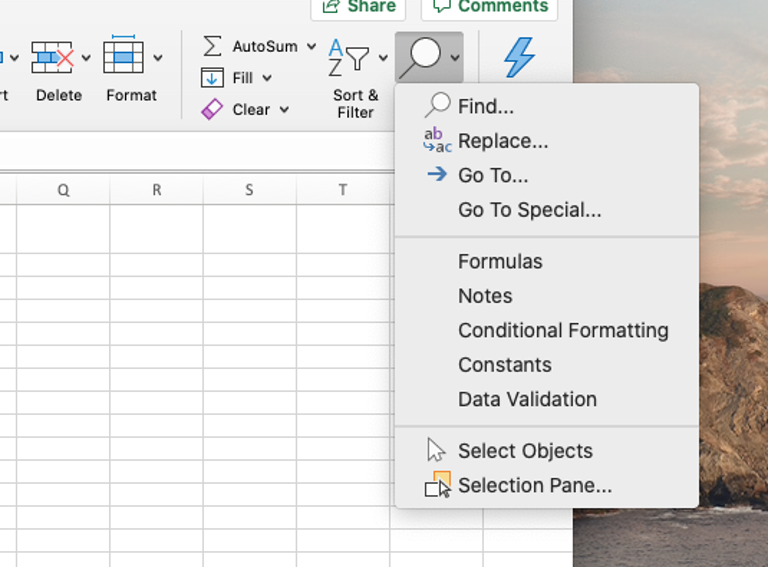 Share
Comments
rt
Delete
Format
AutoSum
Fill
Clear
A
Z
Sort &
Filter
Find...
ab
ac
Replace...
Go To...
Go To Special...
Formulas
Notes
Conditional Formatting
Constants
Data Validation
Select Objects
Selection Pane...
Q R S T